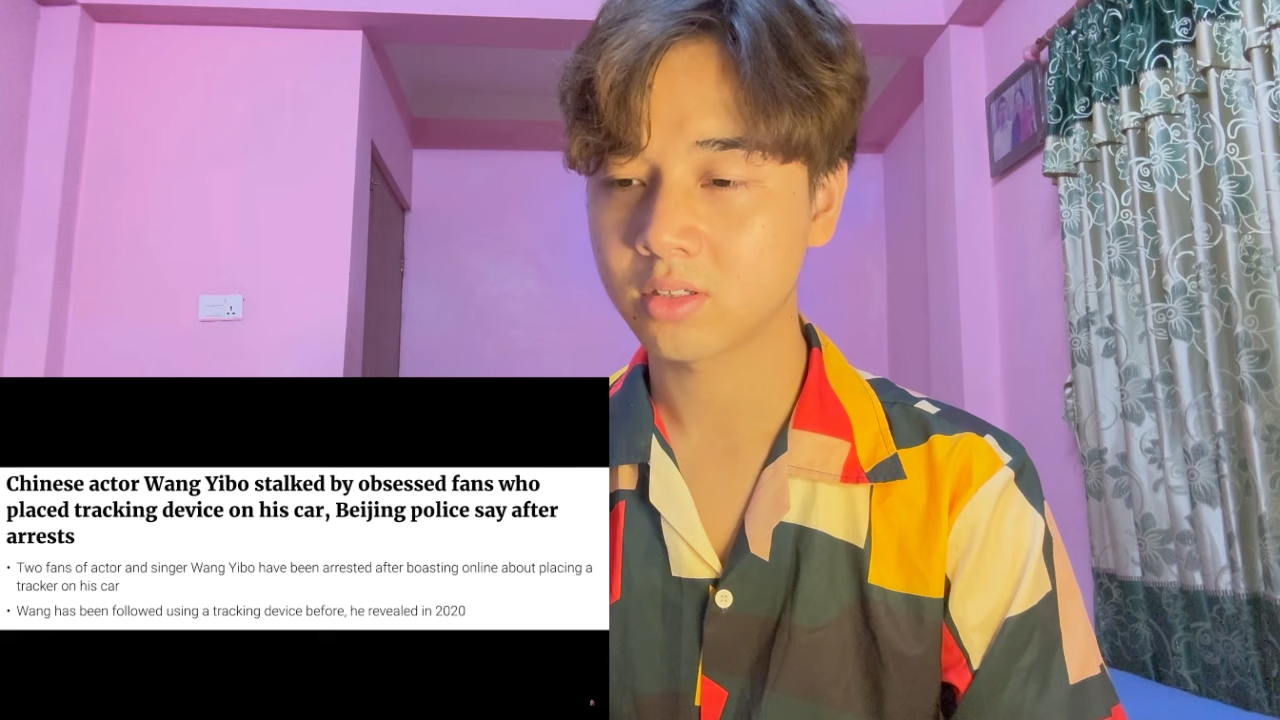 Chinese actor Wang Yibo stalked by obsessed fans who
placed tracking device on his car, Beijing police say after
arrests
• Two fans of actor and singer Wang Yibo have been arrested after boasting online about placing a
tracker on his car
• Wang has been followed using a tracking device before, he revealed in 2020